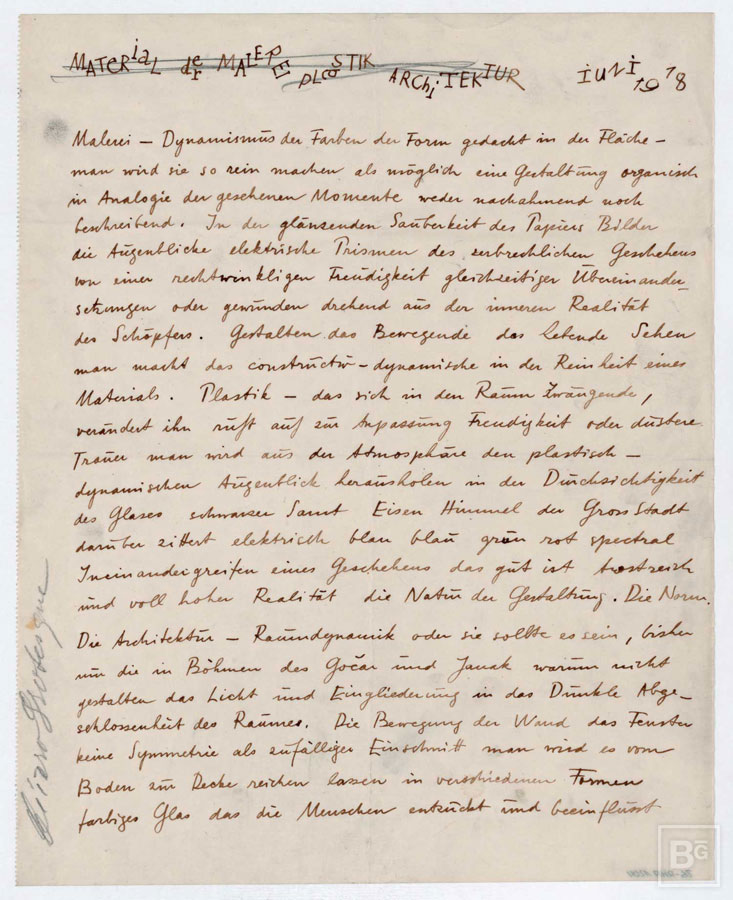 MATERIAL der MALEREI PLaSTIK ARCHiTEKTUR iUNi 1918
Malerei – Dynamismus der Farben der Form gedacht in der Fläche –
man wird sie so rein machen als möglich eine Gestaltung organisch
in Analogie der gesehenen Momente weder nachahmend noch
beschreibend. In der glänzenden Sauberkeit des Papiers Bilder
die Augenblicke elektrische Prismen des zerbrechlichen Geschehens
von einer rechtwinkligen Freudigkeit gleichzeitiger Übereinander-
setzungen oder gewunden drehend aus der inneren Realität
des Schöpfers. Gestalten das Bewegende das lebende Sehen
man macht das constructiv-dynamische in der Reinheit eines
Materials. Plastik – das sich in den Raum Zwängende,
verändert ihn ruft auf zur Anpassung Freudigkeit oder düstere
Trauer man wird aus der Atmosphäre den plastisch-
dynamischen Augenblick herausholen in der Durchsichtigkeit
des Glases schwarzer Samt Eisen Himmel der Grossstadt
darüber zittert elektrisch blau blau grün rot spectral
Ineinandergreifen eines Geschehens das gut ist
und voll hoher Realität die Natur der Gestaltung. Die Norm.
Die Architektur – Raumdynamik oder sie sollte es sein, bisher
nur die in Böhmen des Gočar und Janak warum nicht
gestalten das Licht und Eingliederung in das Dunkle Abge-
schlossenheit des Raumes. Die Bewegung der Wand das Fenster
keine Symmetrie als zufälliger Einschnitt man wird es vom
Boden zur Decke reichen lassen in verschiedenen Formen
farbiges Glas das die Menschen entzückt und beeinflusst
Grotesque
BG